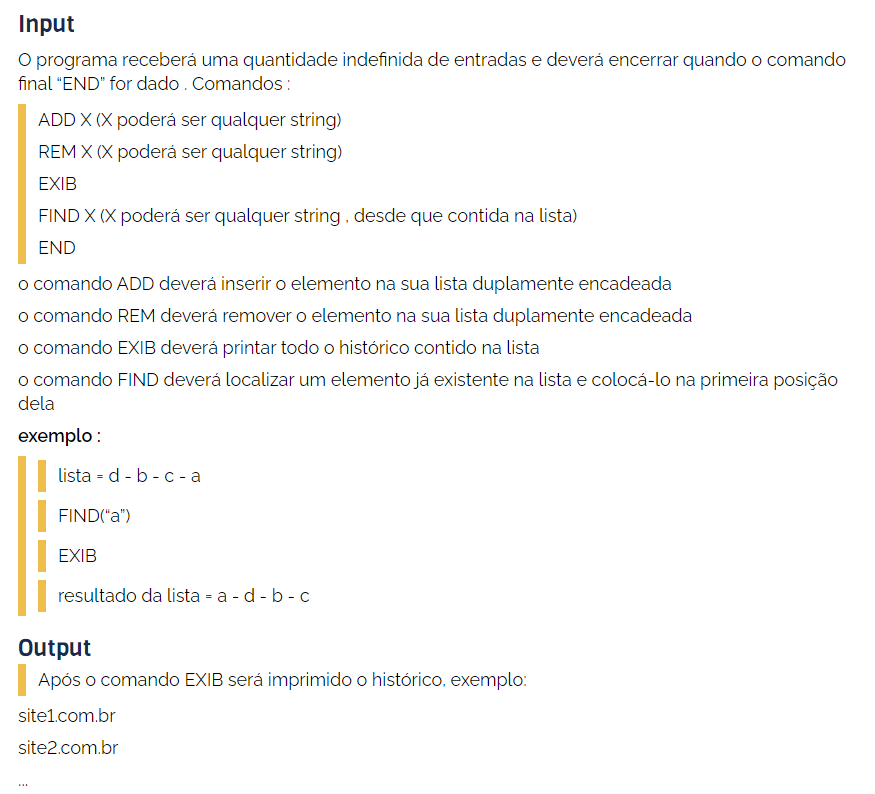 Input
O programa receberá uma quantidade indefinida de entradas e deverá encerrar quando o comando
final “END” for dado . Comandos :
ADD X (X poderá ser qualquer string)
REM X (X poderá ser qualquer string)
EXIB
FIND X (X poderá ser qualquer string , desde que contida na lista)
END
o comando ADD deverá inserir o elemento na sua lista duplamente encadeada
o comando REM deverá remover o elemento na sua lista duplamente encadeada
o comando EXIB deverá printar todo o histórico contido na lista
o comando FIND deverá localizar um elemento já existente na lista e colocá-lo na primeira posição
dela
exemplo :
lista = d - b - c - a
FIND(“a”)
EXIB
resultado da lista = a - d - b - c
Output
Após o comando EXIB será imprimido o histórico, exemplo:
site1.com.br
site2.com.br
...